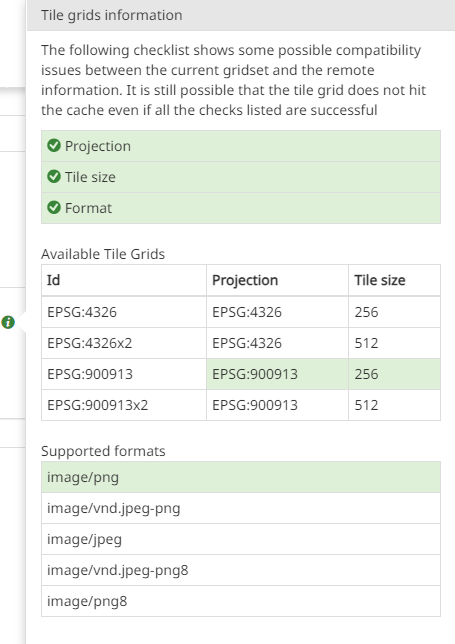 Tile grids information
The following checklist shows some possible compatibility
issues between the current gridset and the remote
information. It is still possible that the tile grid does not hit
the cache even if all the checks listed are successful
Projection
Tile size
Format
Available Tile Grids
Id Projection Tile size
EPSG:4326 EPSG:4326 256
EPSG:4326x2 EPSG:4326 512
EPSG:900913 EPSG:900913 256
EPSG:900913x2 EPSG:900913 512
Supported formats
image/png
image/vnd.jpeg-png
image/jpeg
image/vnd.jpeg-png8
image/png8